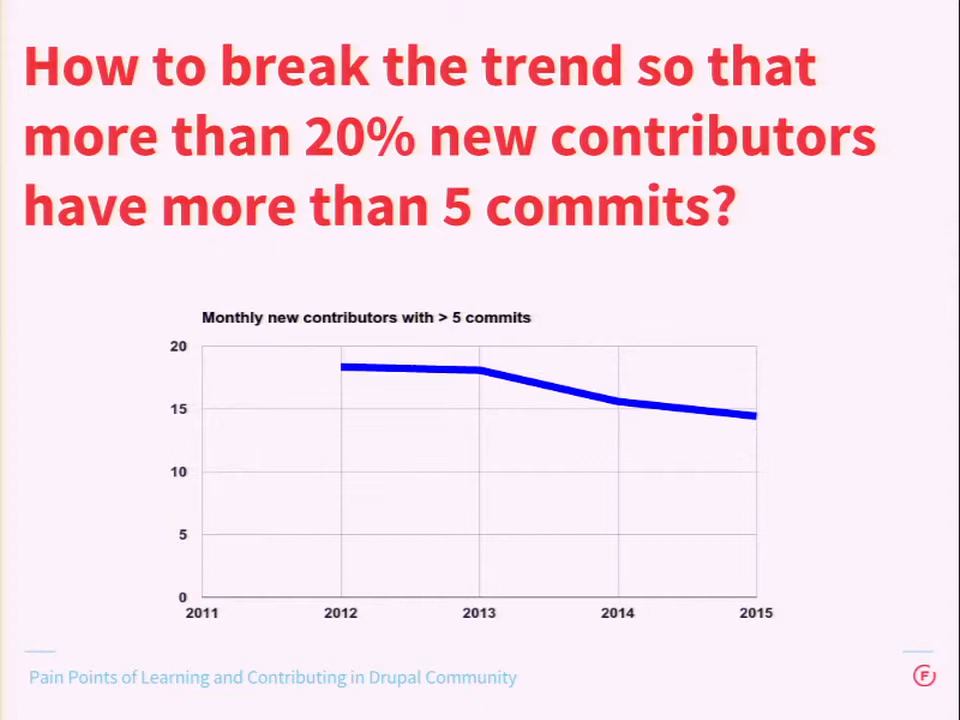 How to break the trend so that
more than 20% new contributors
have more than 5 commits?
Monthly new contributors with > 5 commits
20
15
10
5
0
2011 2012 2013 2014 2015
Pain Points of Learning and Contributing in Drupal Community
F